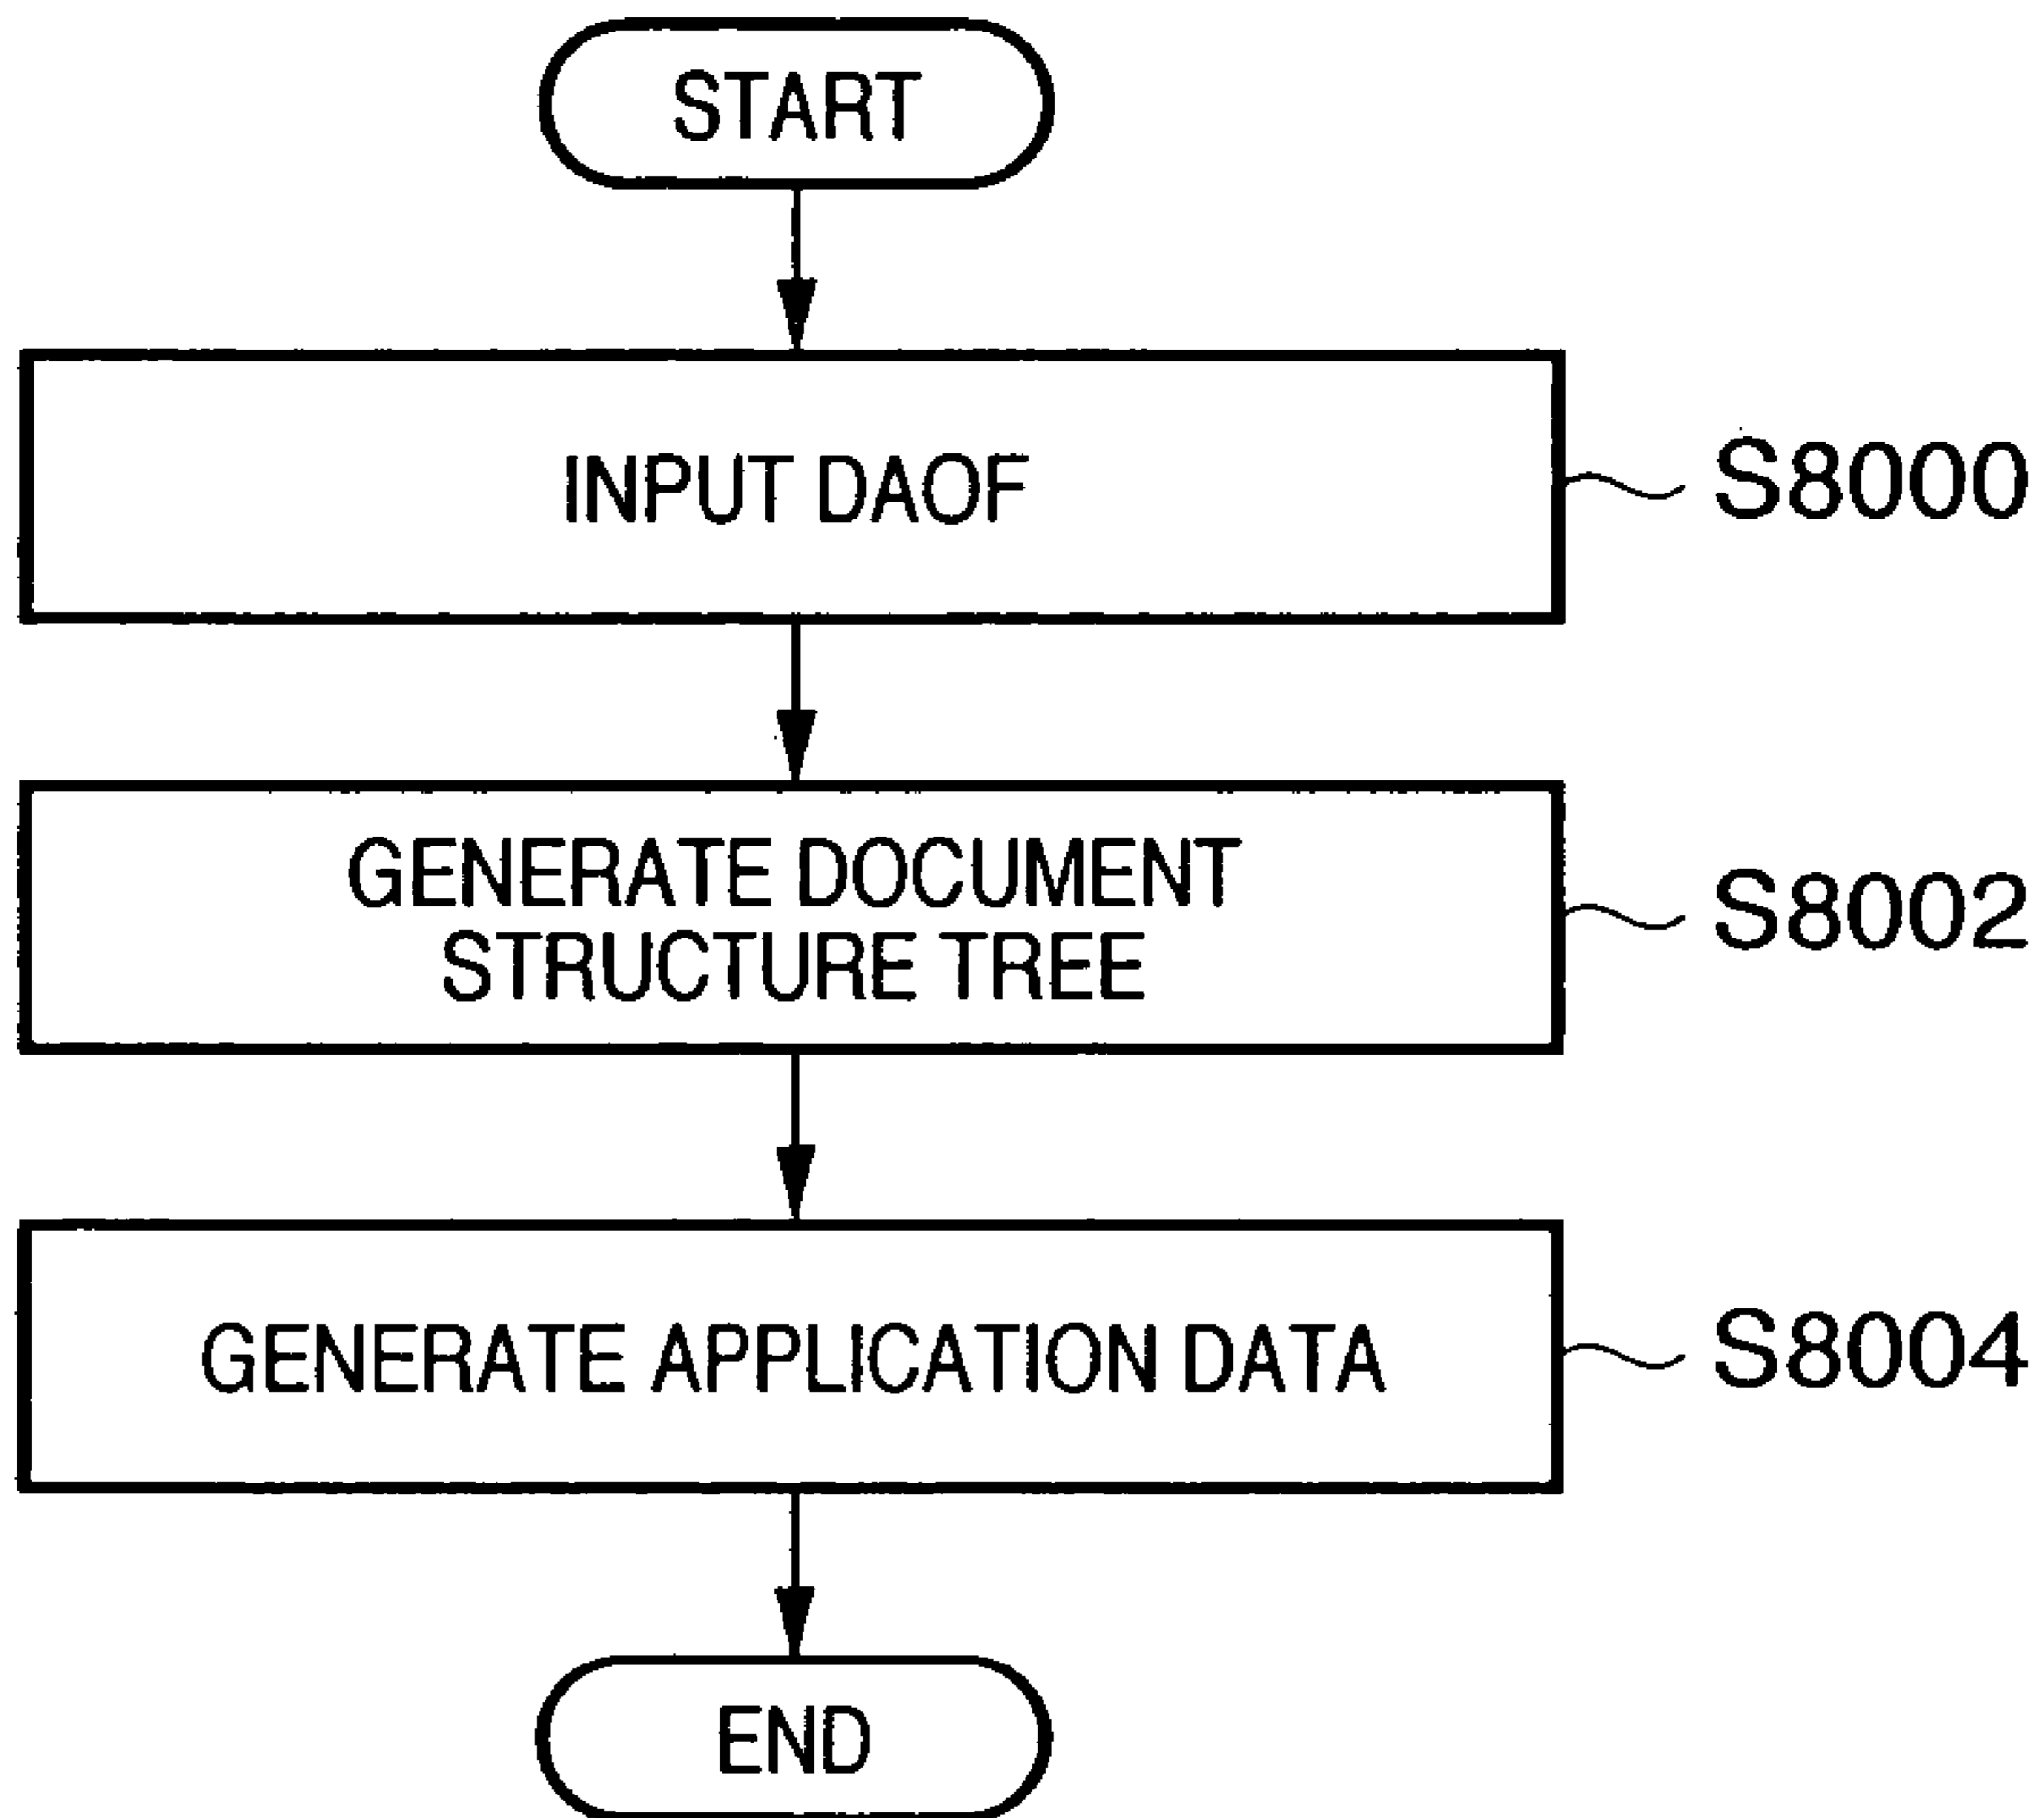 START
INPUT DAOF
S8000
GENERATE DOCUMENT
STRUCTURE TREE
S8002
GENERATE APPLICATION DATA
S8004
END